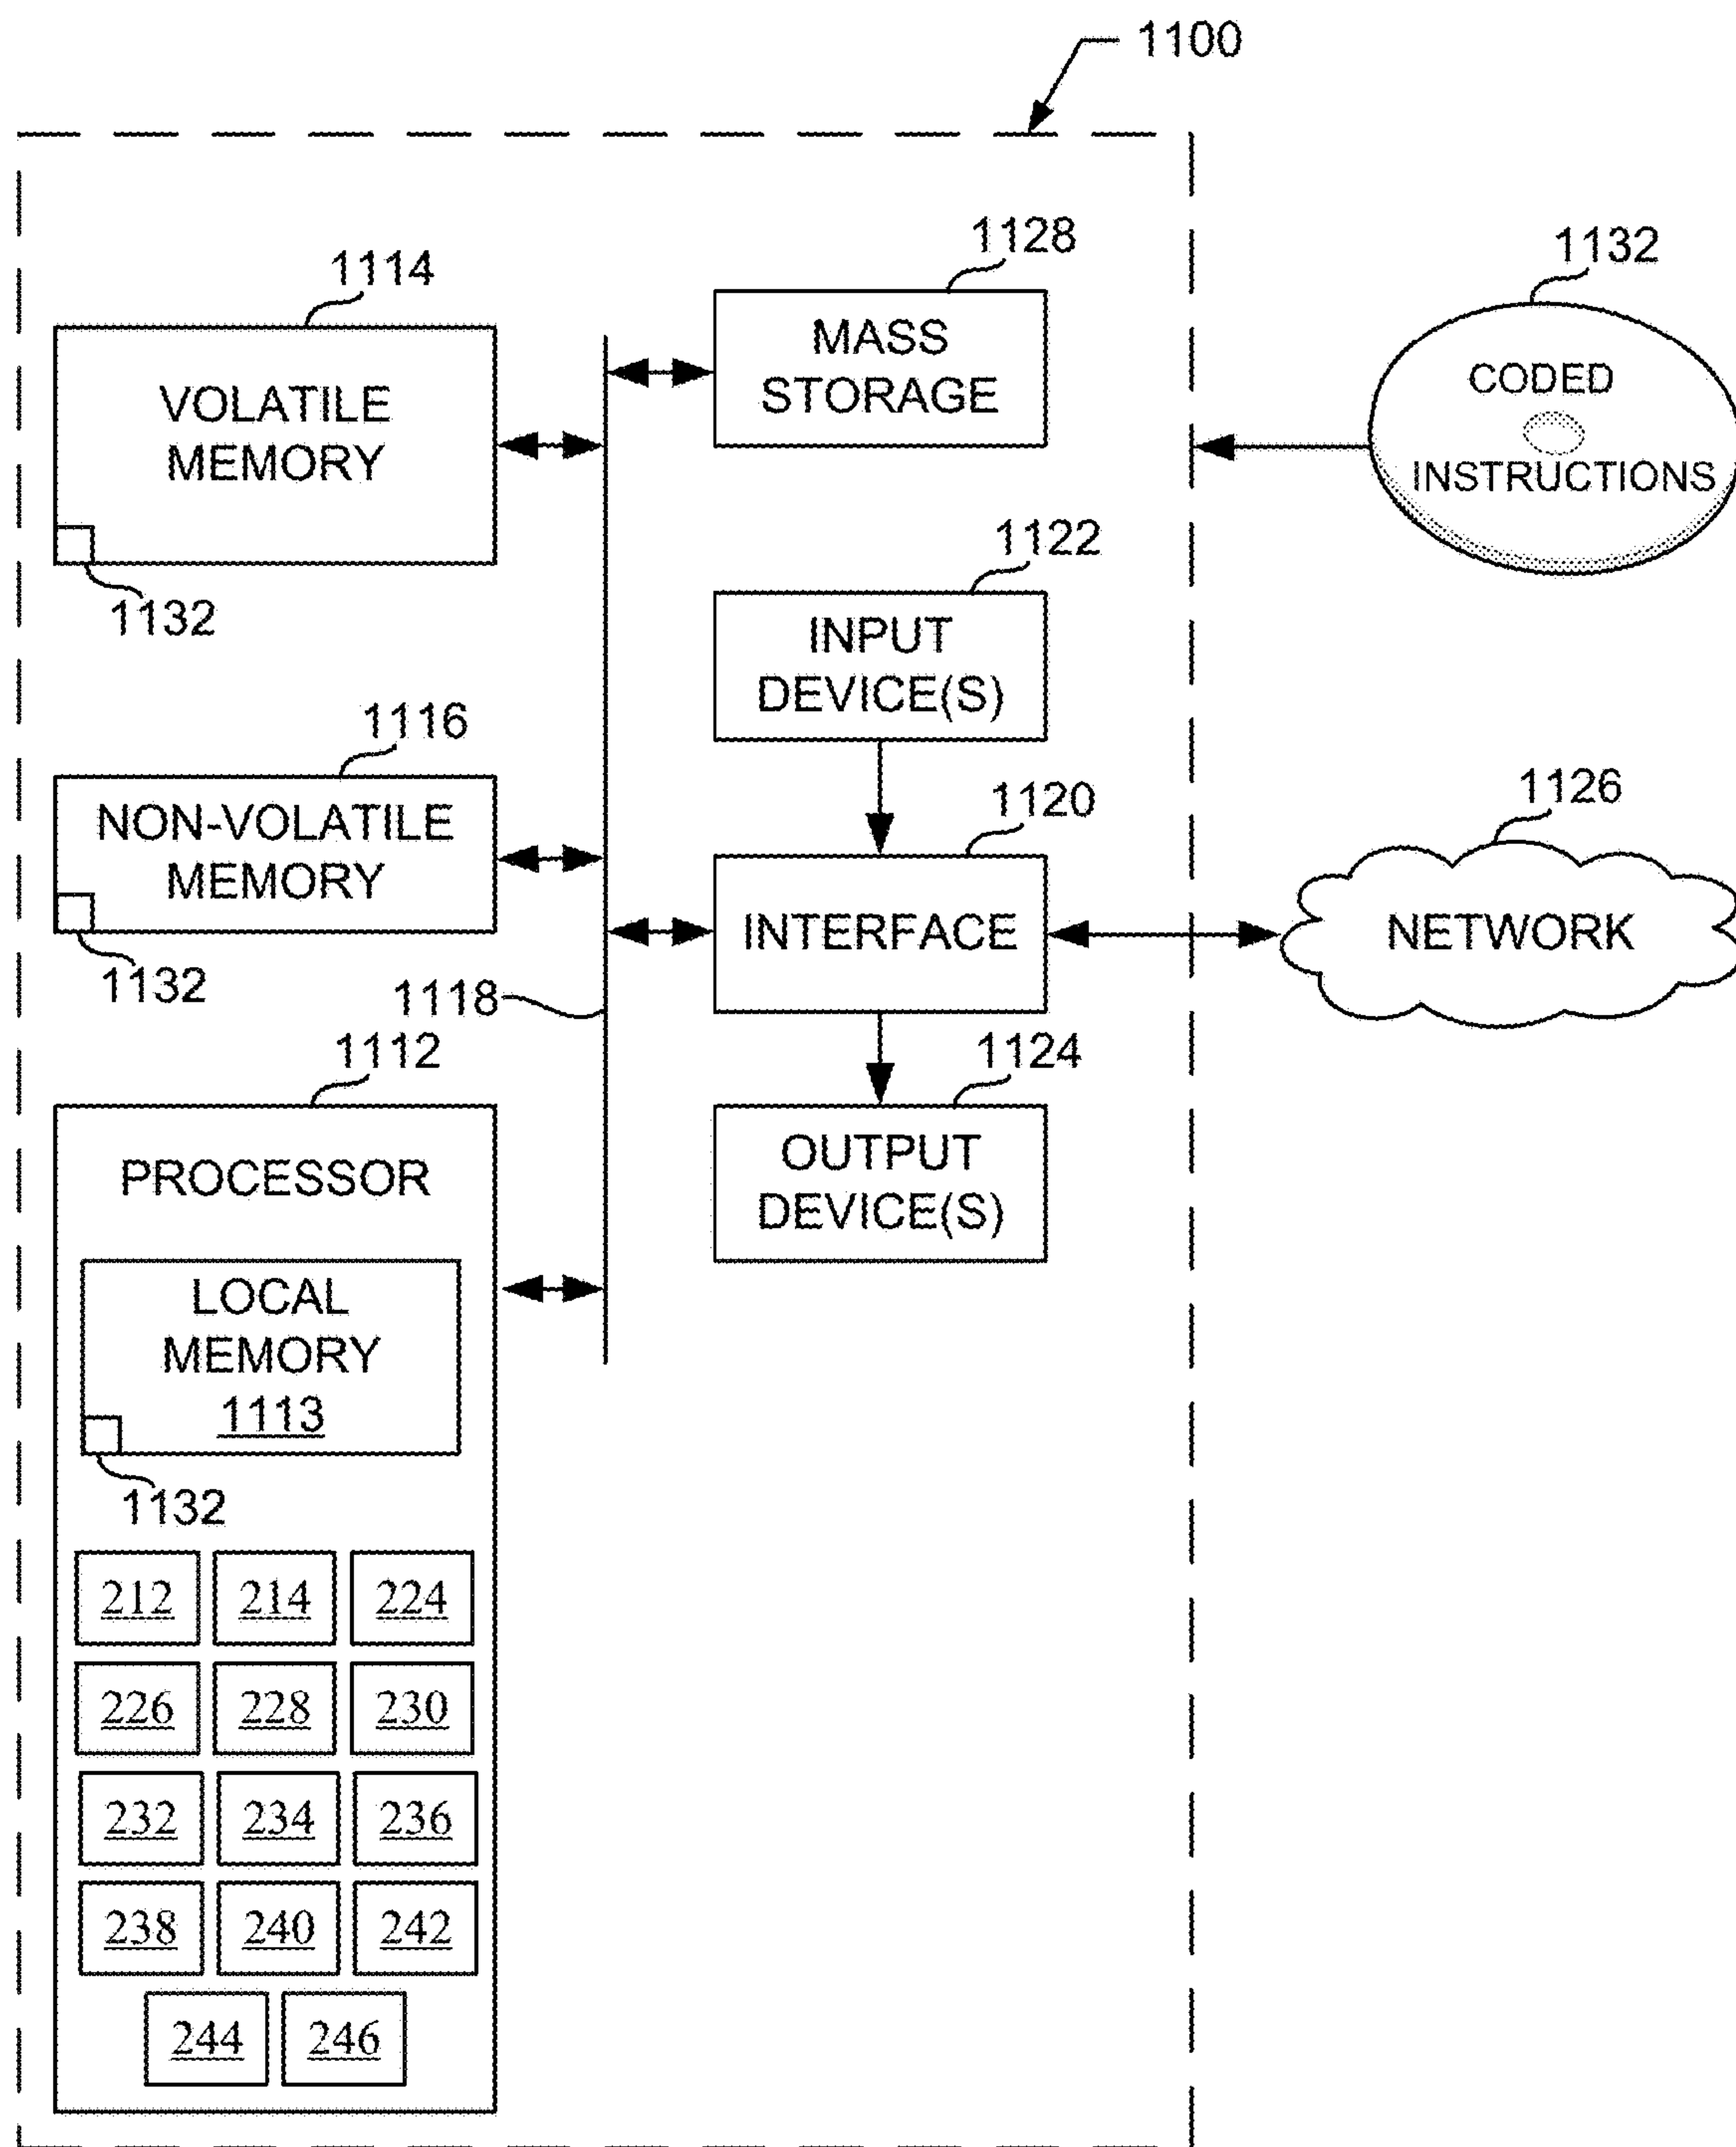 1100
1114
VOLATILE
MEMORY
1132
1116
NON-VOLATILE
MEMORY
1132
1118
1112
PROCESSOR
LOCAL
MEMORY
1113
1132
212 214 224
226 228 230
232 234 236
238 240 242
244 246
1128
MASS
STORAGE
1122
INPUT
DEVICE(S)
1120
INTERFACE
1124
OUTPUT
DEVICE(S)
1132
CODED
INSTRUCTIONS
1126
NETWORK